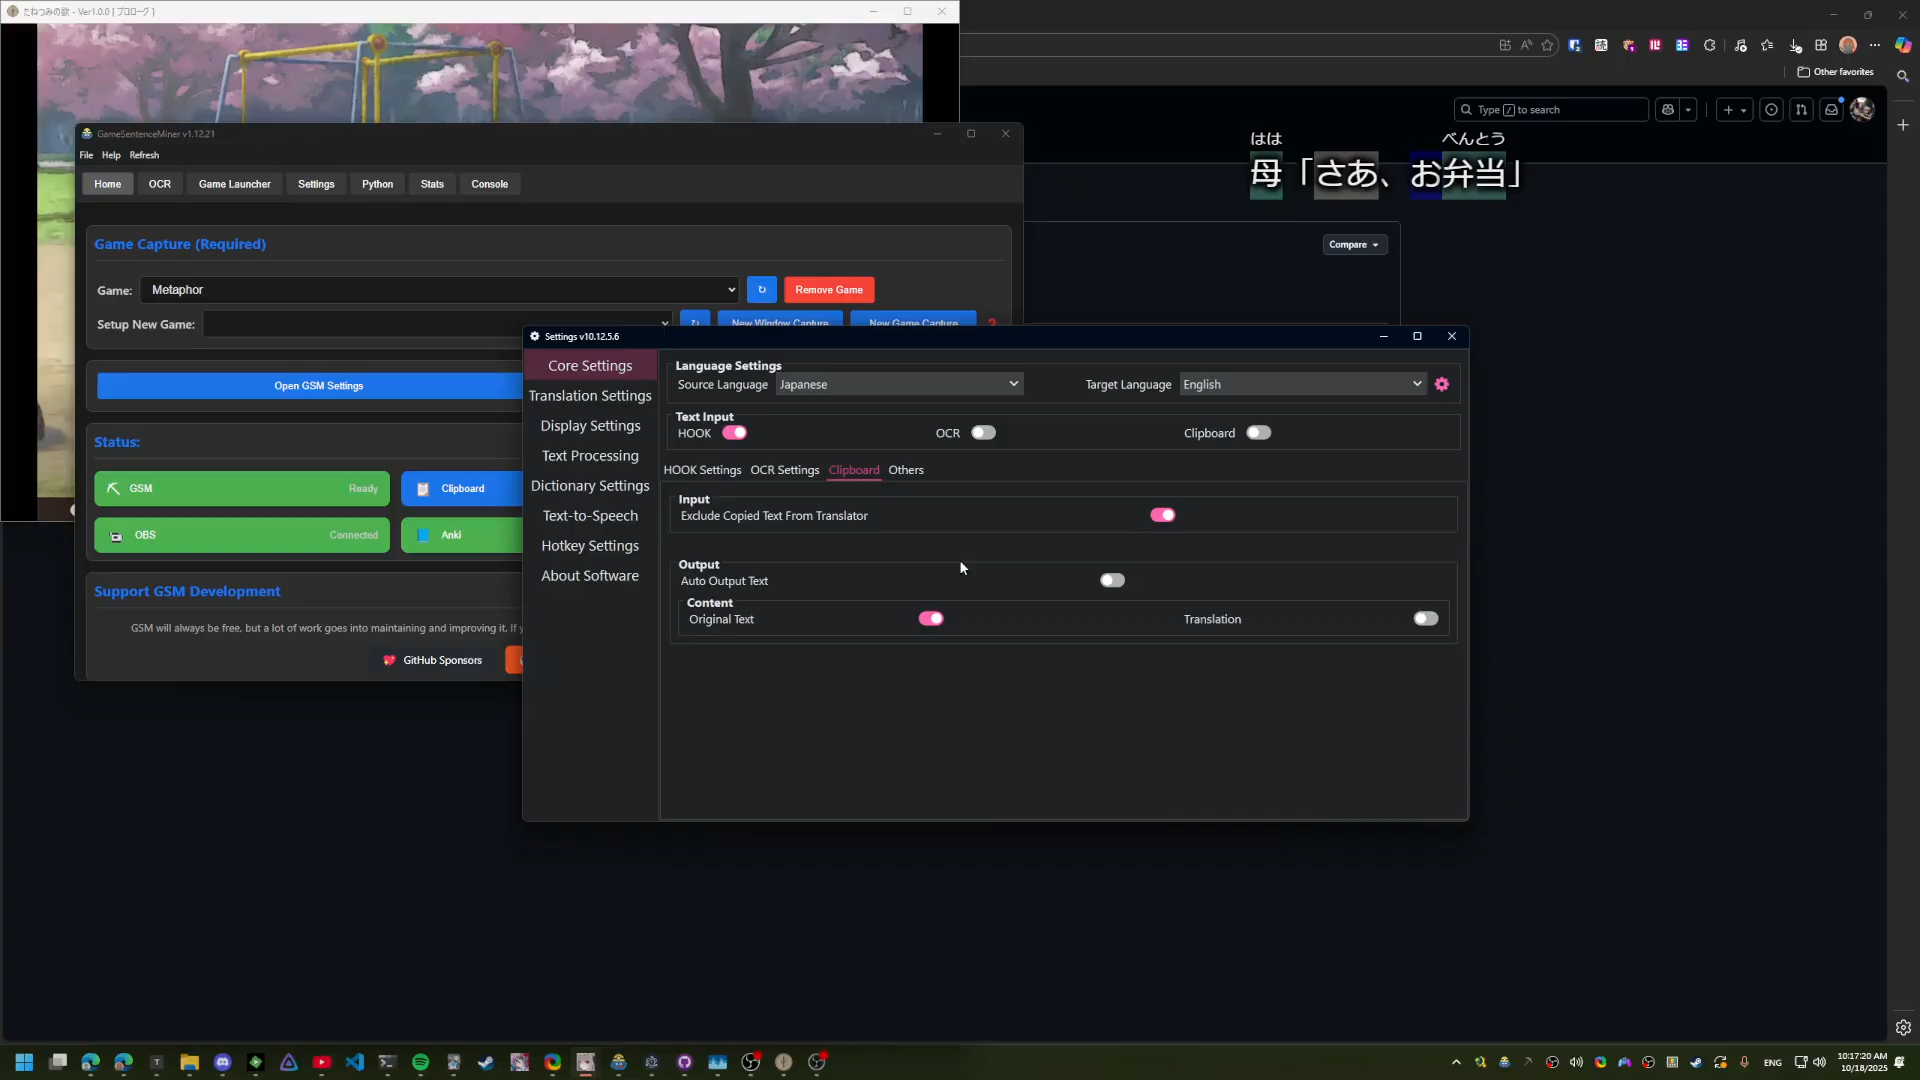 たねつみの歌 - Ver1.0.0 [ プロローグ ]
Other favorites
Type / to search
はは べんとう
母「さあ、お弁当」
Compare
GameSentenceMiner v1.12.21
File Help Refresh
Home OCR Game Launcher Settings Python Stats Console
Game Capture (Required)
Game: Metaphor ↻ Remove Game
Setup New Game: ↻ New Window Capture New Game Capture ?
Open GSM Settings
Status:
GSM Ready Clipboard
OBS Connected Anki
Support GSM Development
GSM will always be free, but a lot of work goes into maintaining and improving it. If y
GitHub Sponsors
Settings v10.12.5.6
Core Settings
Translation Settings
Display Settings
Text Processing
Dictionary Settings
Text-to-Speech
Hotkey Settings
About Software
Language Settings
Source Language Japanese Target Language English
Text Input
HOOK OCR Clipboard
HOOK Settings OCR Settings Clipboard Others
Input
Exclude Copied Text From Translator
Output
Auto Output Text
Content
Original Text Translation
ENG
10:17:20 AM
10/18/2025